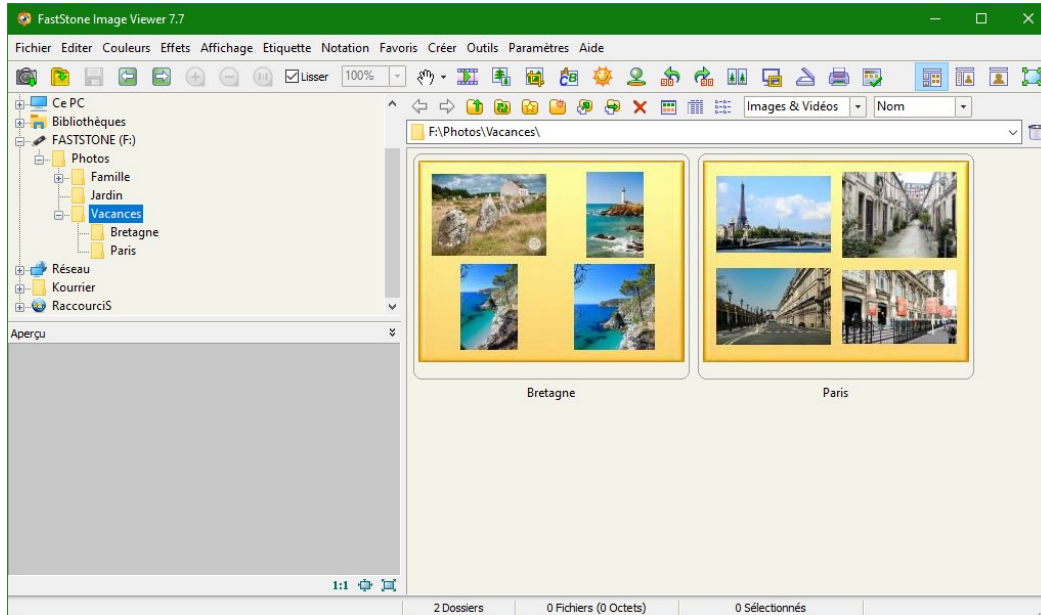 FastStone Image Viewer 7.7
Fichier Editer Couleurs Effets Affichage Etiquette Notation Favoris Créer Outils Paramètres Aide
1:1 Lisser 100%
Ce PC
Bibliothèques
FASTSTONE (F:)
Photos
Famille
Jardin
Vacances
Bretagne
Paris
Réseau
Kourrier
RaccourciS
Aperçu
1:1
Images & Vidéos Nom
F:\Photos\Vacances\
Bretagne
Paris
2 Dossiers 0 Fichiers (0 Octets) 0 Sélectionnés